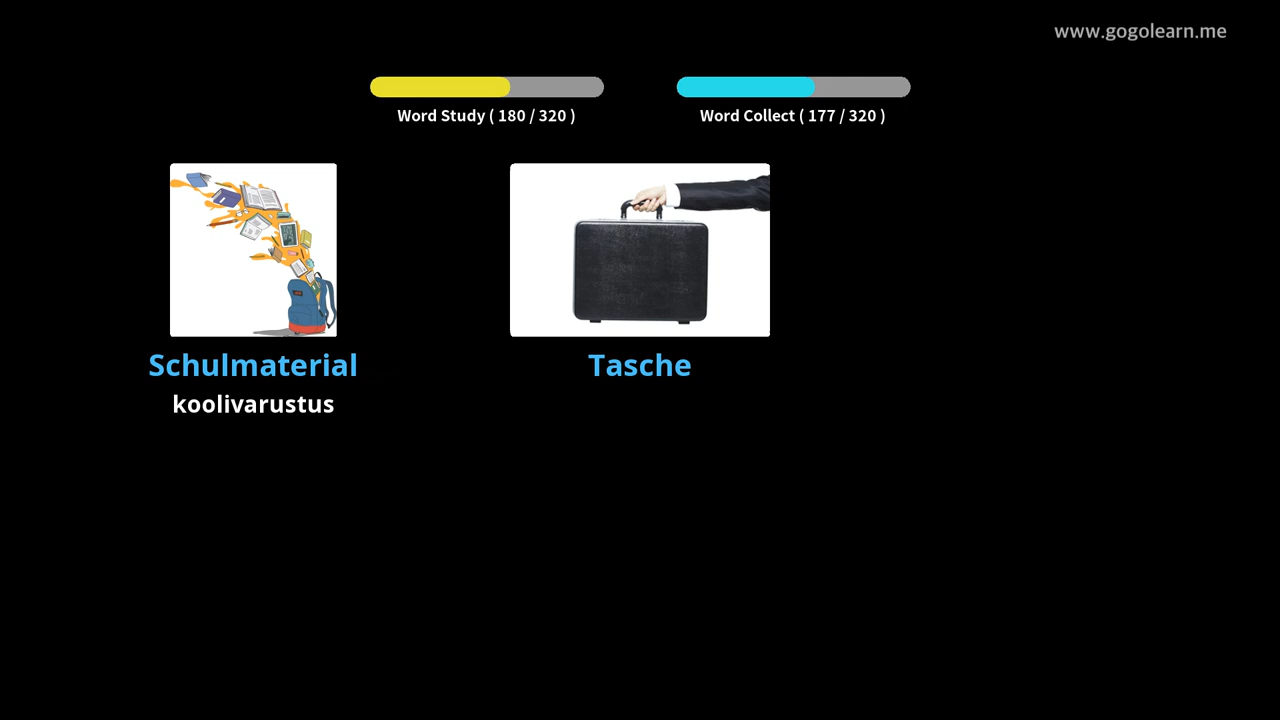 www.gogolearn.me
Word Study ( 180 / 320 )
Word Collect ( 177 / 320 )
Schulmaterial
Tasche
koolivarustus